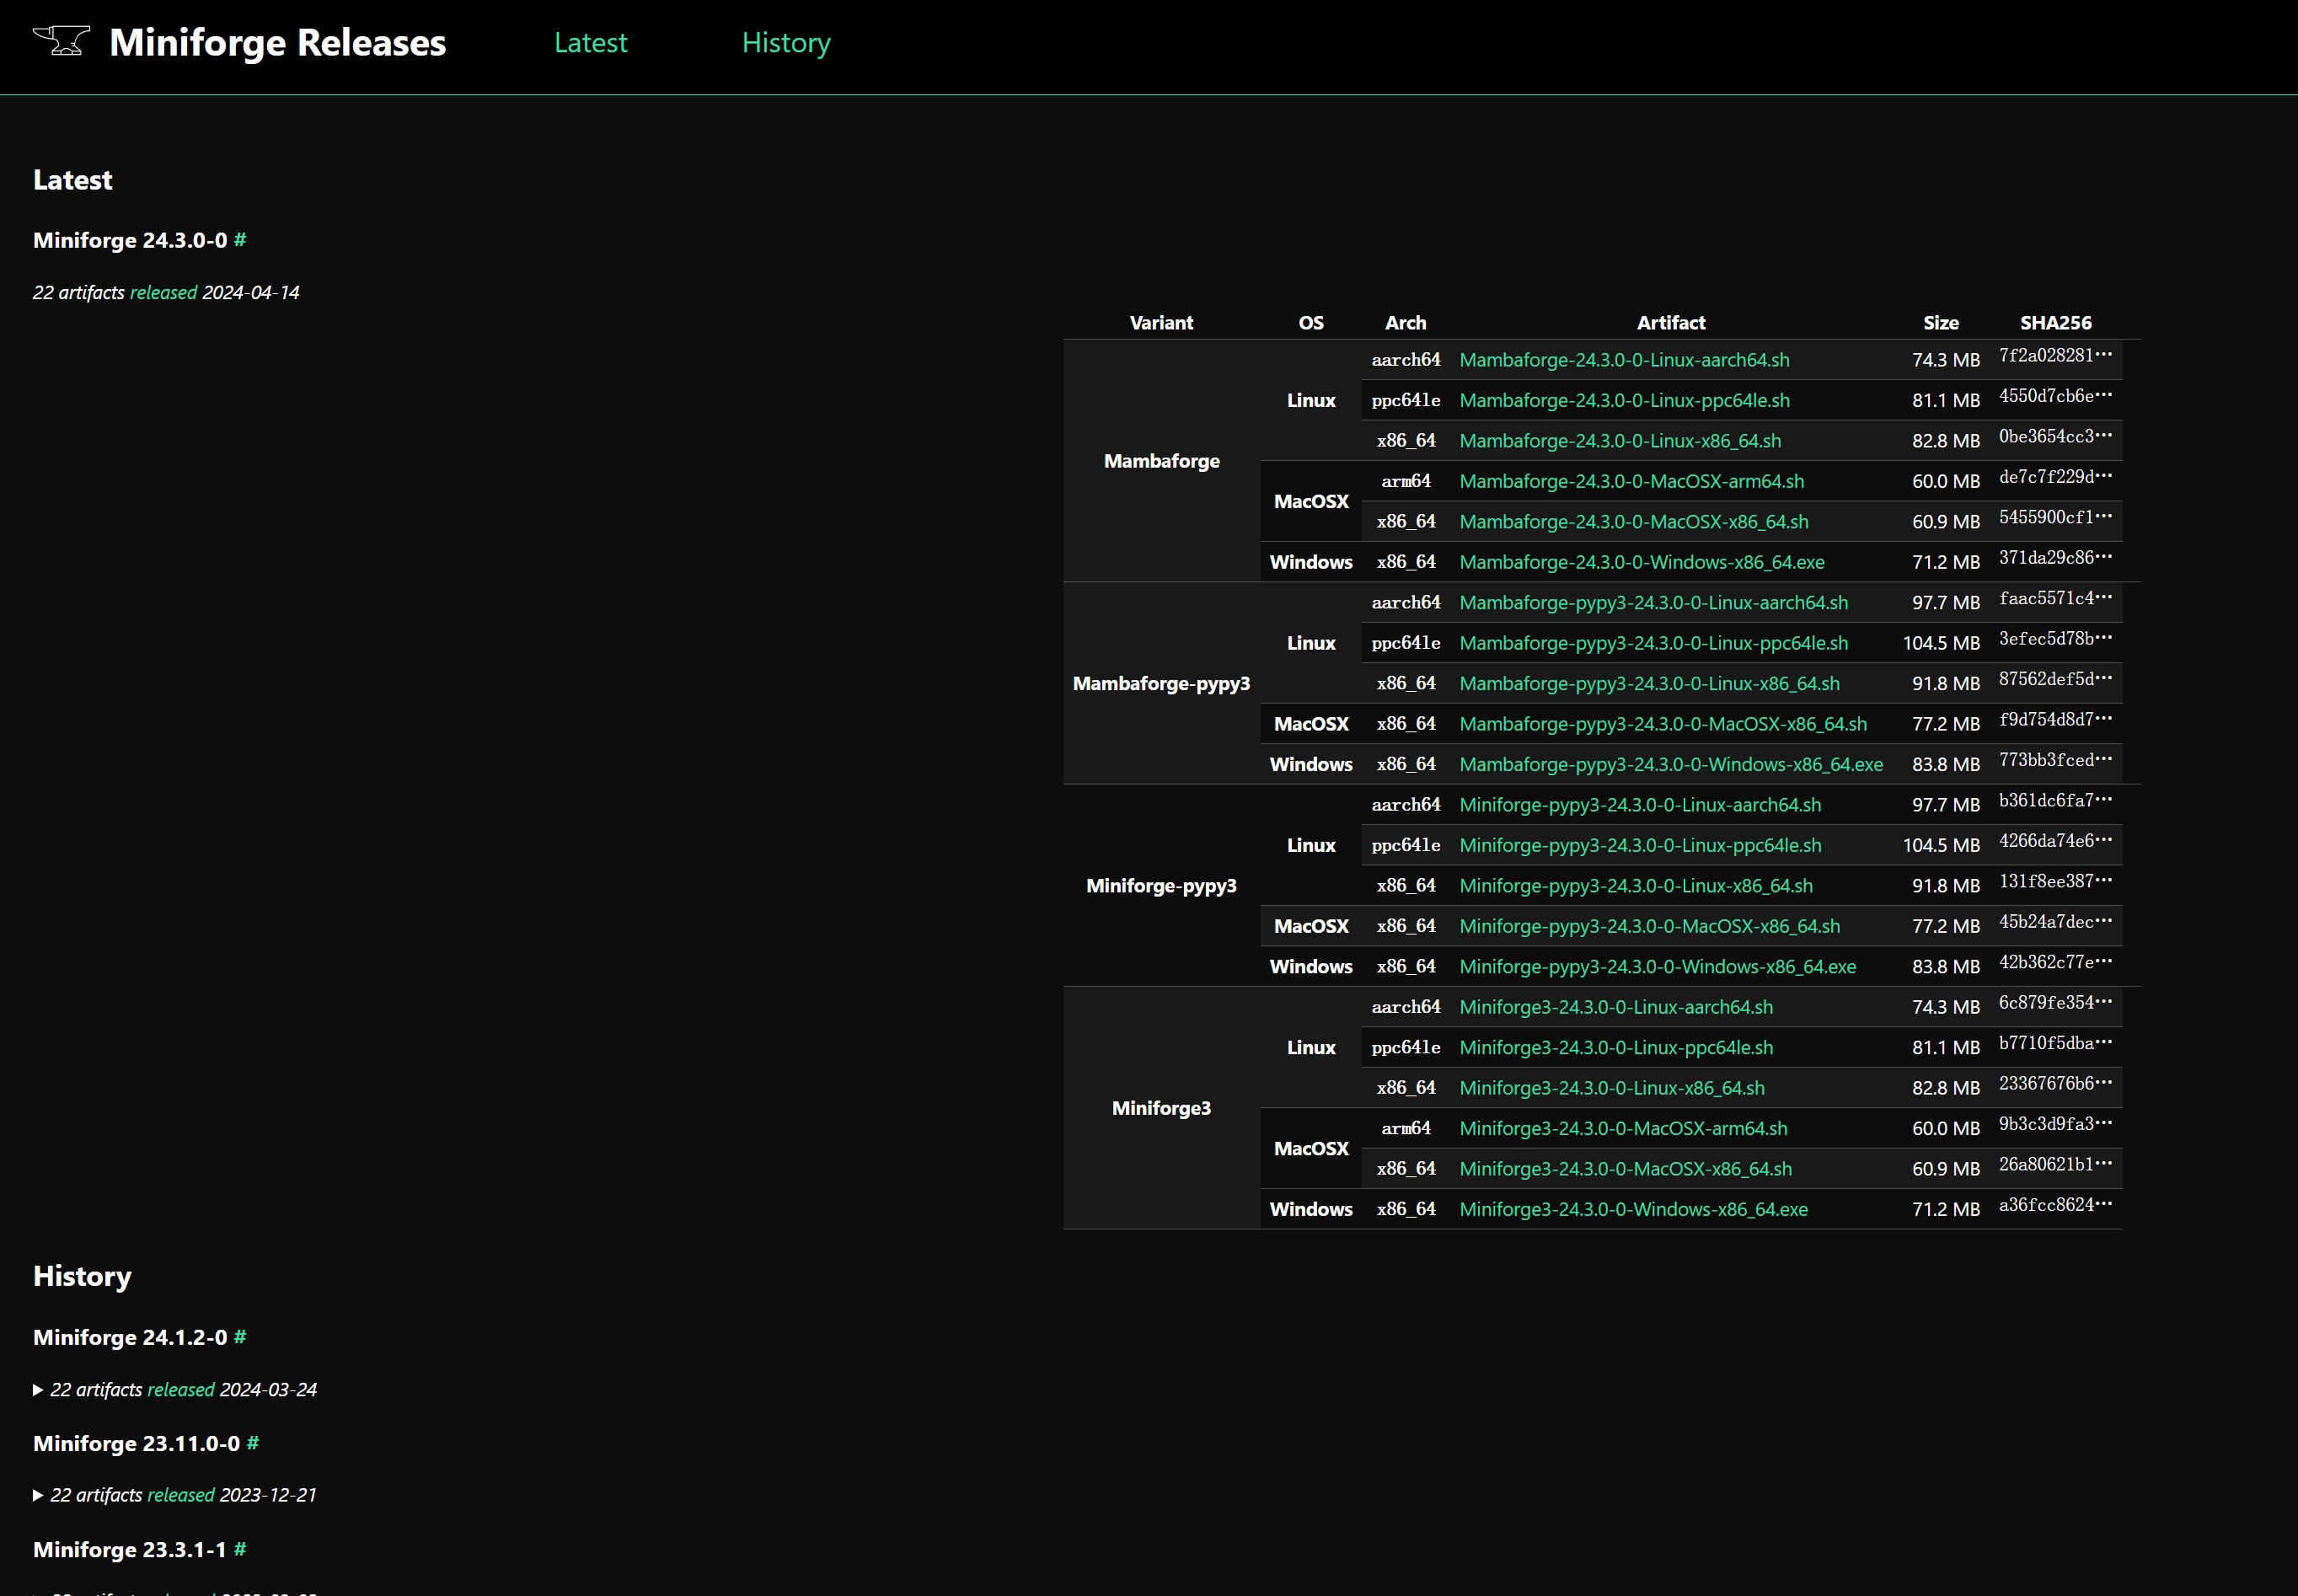 Miniforge Releases Latest History
Latest
Miniforge 24.3.0-0 #
22 artifacts released 2024-04-14
Variant OS Arch Artifact Size SHA256
Mambaforge Linux aarch64 Mambaforge-24.3.0-0-Linux-aarch64.sh 74.3 MB 7f2a028281…
ppc64le Mambaforge-24.3.0-0-Linux-ppc64le.sh 81.1 MB 4550d7cb6e…
x86_64 Mambaforge-24.3.0-0-Linux-x86_64.sh 82.8 MB 0be3654cc3…
MacOSX arm64 Mambaforge-24.3.0-0-MacOSX-arm64.sh 60.0 MB de7c7f229d…
x86_64 Mambaforge-24.3.0-0-MacOSX-x86_64.sh 60.9 MB 5455900cf1…
Windows x86_64 Mambaforge-24.3.0-0-Windows-x86_64.exe 71.2 MB 371da29c86…
Mambaforge-pypy3 Linux aarch64 Mambaforge-pypy3-24.3.0-0-Linux-aarch64.sh 97.7 MB faac5571c4…
ppc64le Mambaforge-pypy3-24.3.0-0-Linux-ppc64le.sh 104.5 MB 3efec5d78b…
x86_64 Mambaforge-pypy3-24.3.0-0-Linux-x86_64.sh 91.8 MB 87562def5d…
MacOSX x86_64 Mambaforge-pypy3-24.3.0-0-MacOSX-x86_64.sh 77.2 MB f9d754d8d7…
Windows x86_64 Mambaforge-pypy3-24.3.0-0-Windows-x86_64.exe 83.8 MB 773bb3fced…
Miniforge-pypy3 Linux aarch64 Miniforge-pypy3-24.3.0-0-Linux-aarch64.sh 97.7 MB b361dc6fa7…
ppc64le Miniforge-pypy3-24.3.0-0-Linux-ppc64le.sh 104.5 MB 4266da74e6…
x86_64 Miniforge-pypy3-24.3.0-0-Linux-x86_64.sh 91.8 MB 131f8ee387…
MacOSX x86_64 Miniforge-pypy3-24.3.0-0-MacOSX-x86_64.sh 77.2 MB 45b24a7dec…
Windows x86_64 Miniforge-pypy3-24.3.0-0-Windows-x86_64.exe 83.8 MB 42b362c77e…
Miniforge3 Linux aarch64 Miniforge3-24.3.0-0-Linux-aarch64.sh 74.3 MB 6c879fe354…
ppc64le Miniforge3-24.3.0-0-Linux-ppc64le.sh 81.1 MB b7710f5dba…
x86_64 Miniforge3-24.3.0-0-Linux-x86_64.sh 82.8 MB 23367676b6…
MacOSX arm64 Miniforge3-24.3.0-0-MacOSX-arm64.sh 60.0 MB 9b3c3d9fa3…
x86_64 Miniforge3-24.3.0-0-MacOSX-x86_64.sh 60.9 MB 26a80621b1…
Windows x86_64 Miniforge3-24.3.0-0-Windows-x86_64.exe 71.2 MB a36fcc8624…
History
Miniforge 24.1.2-0 #
22 artifacts released 2024-03-24
Miniforge 23.11.0-0 #
22 artifacts released 2023-12-21
Miniforge 23.3.1-1 #